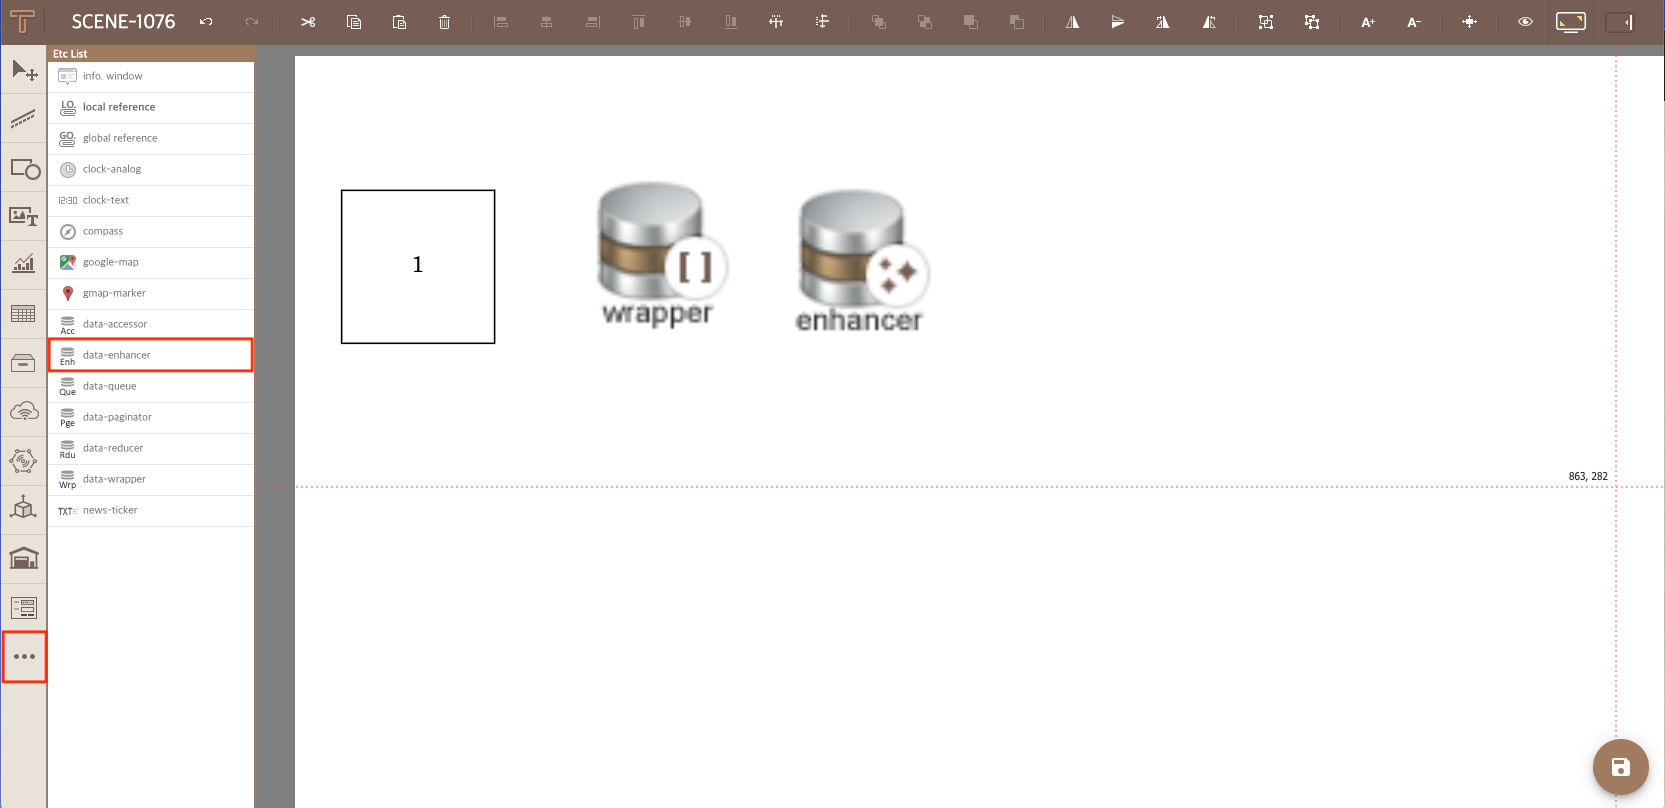 SCENE-1076
A+
A-
Etc List
info. window
LO. local reference
GO. global reference
clock-analog
12:30 clock-text
compass
google-map
gmap-marker
Acc data-accessor
Enh data-enhancer
Que data-queue
Pge data-paginator
Rdu data-reducer
Wrp data-wrapper
TXT news-ticker
1
[ ]
wrapper
enhancer
863, 282